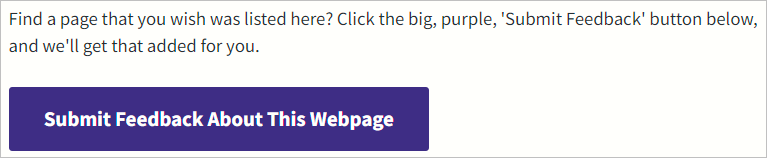 Find a page that you wish was listed here? Click the big, purple, 'Submit Feedback' button below,
and we'll get that added for you.
Submit Feedback About This Webpage